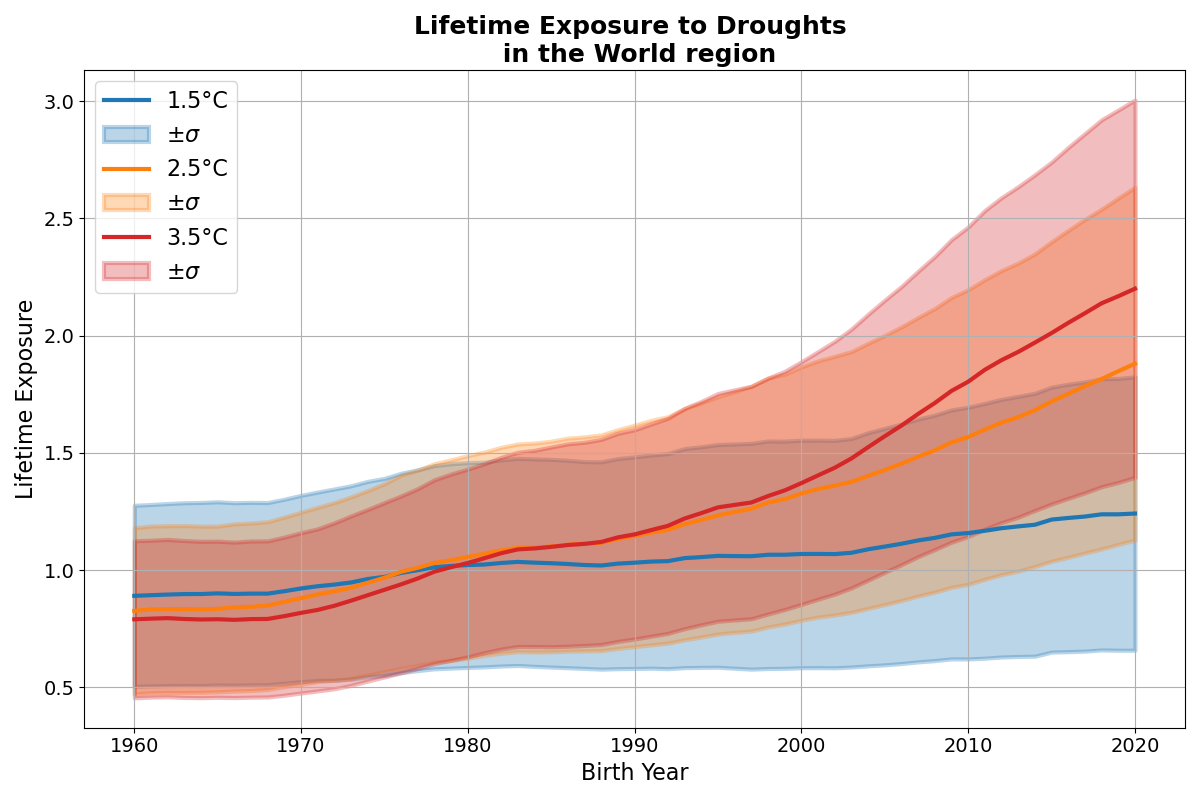 Lifetime Exposure to Droughts
in the World region
1.5°C
±σ
2.5°C
±σ
3.5°C
±σ
Lifetime Exposure
3.0
2.5
2.0
1.5
1.0
0.5
1960 1970 1980 1990 2000 2010 2020
Birth Year